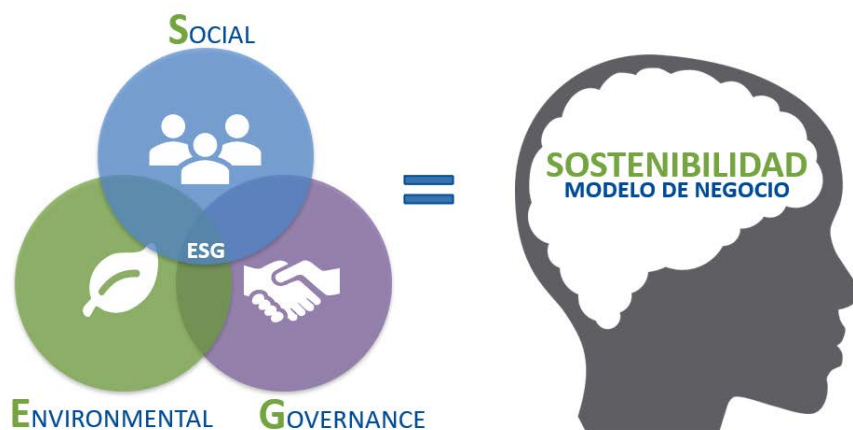 SOCIAL
ESG
ENVIRONMENTAL
GOVERNANCE
SOSTENIBILIDAD
MODELO DE NEGOCIO